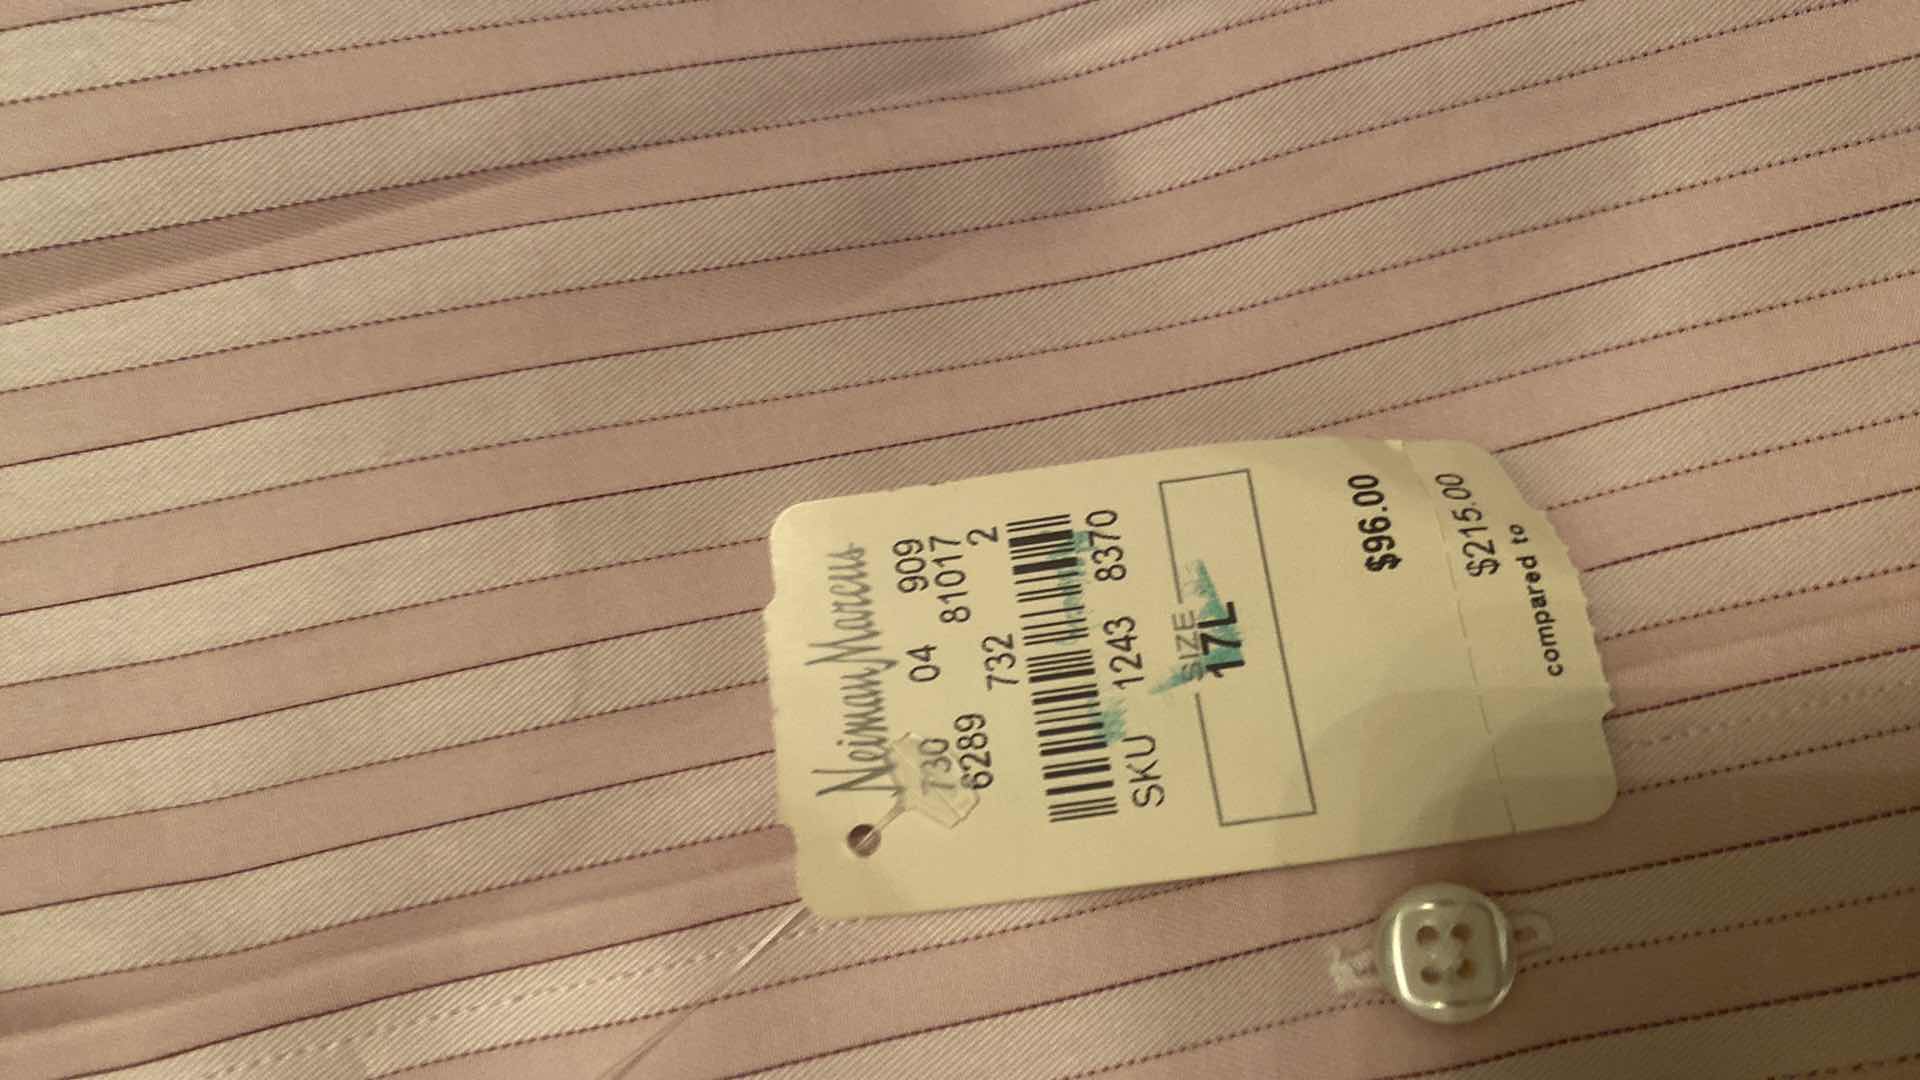 Neiman Marcus
730 04 909
6289 81017
732 2
SKU 1243 8370
SIZE
17L
$96.00
$215.00
compared to